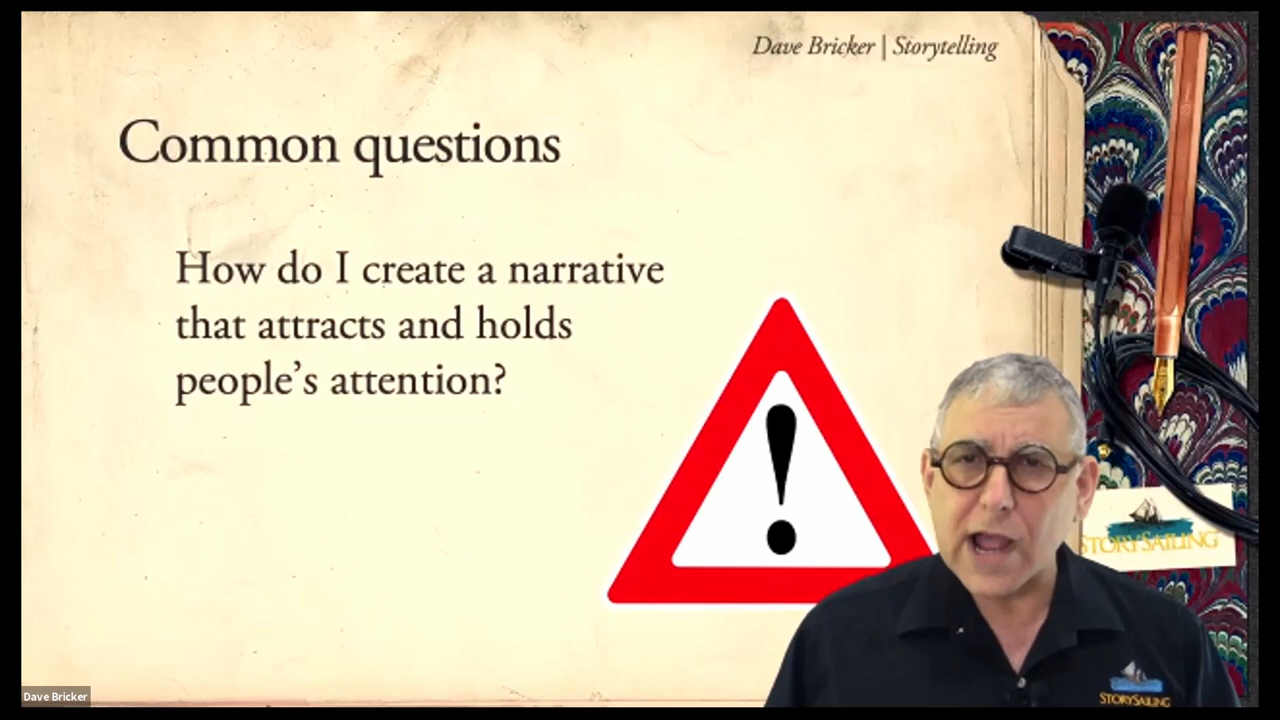 Dave Bricker | Storytelling
Common questions
How do I create a narrative
that attracts and holds
people’s attention?
!
STORYSAILING
STORYSAILING
Dave Bricker